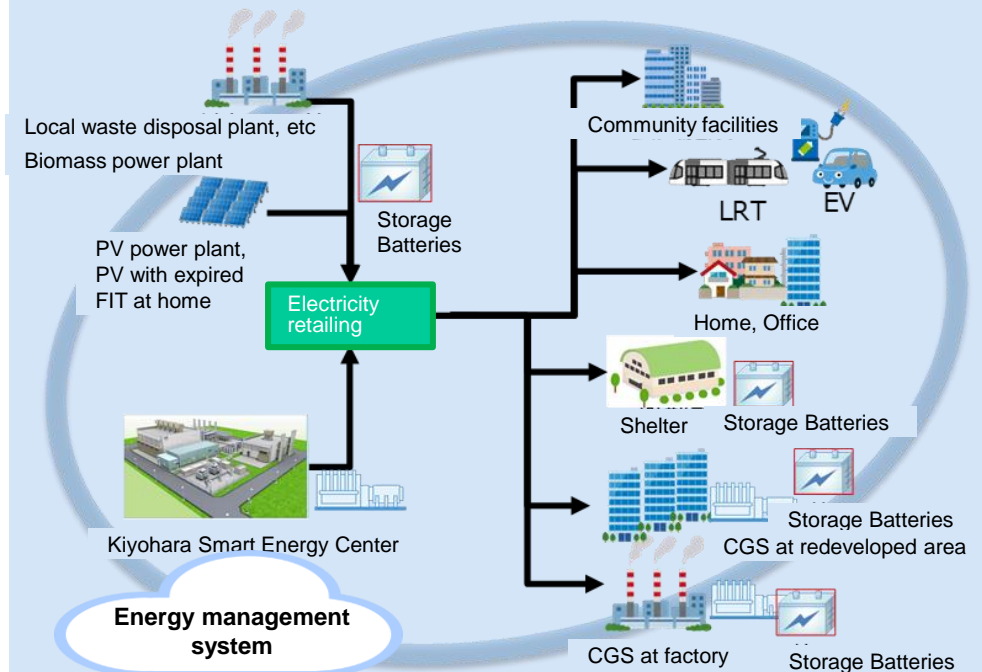 Local waste disposal plant, etc
Biomass power plant
Storage
Batteries
PV power plant,
PV with expired
FIT at home
Electricity
retailing
Kiyohara Smart Energy Center
Energy management
system
Community facilities
LRT
EV
Home, Office
Shelter
Storage Batteries
Storage Batteries
CGS at redeveloped area
CGS at factory
Storage Batteries